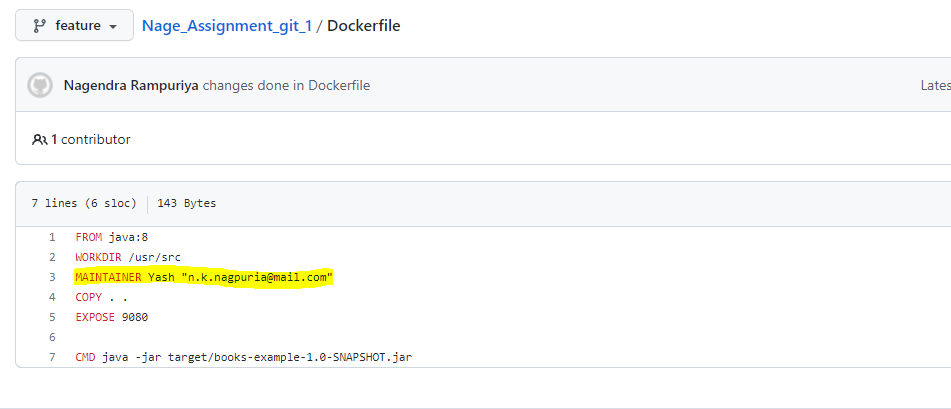 feature Nage_Assignment_git_1 / Dockerfile
Nagendra Rampuriya changes done in Dockerfile
1 contributor
7 lines (6 sloc) 143 Bytes
1 FROM java:8
2 WORKDIR /usr/src
3 MAINTAINER Yash "n.k.nagpuria@mail.com"
4 COPY . .
5 EXPOSE 9080
6
7 CMD java -jar target/books-example-1.0-SNAPSHOT.jar